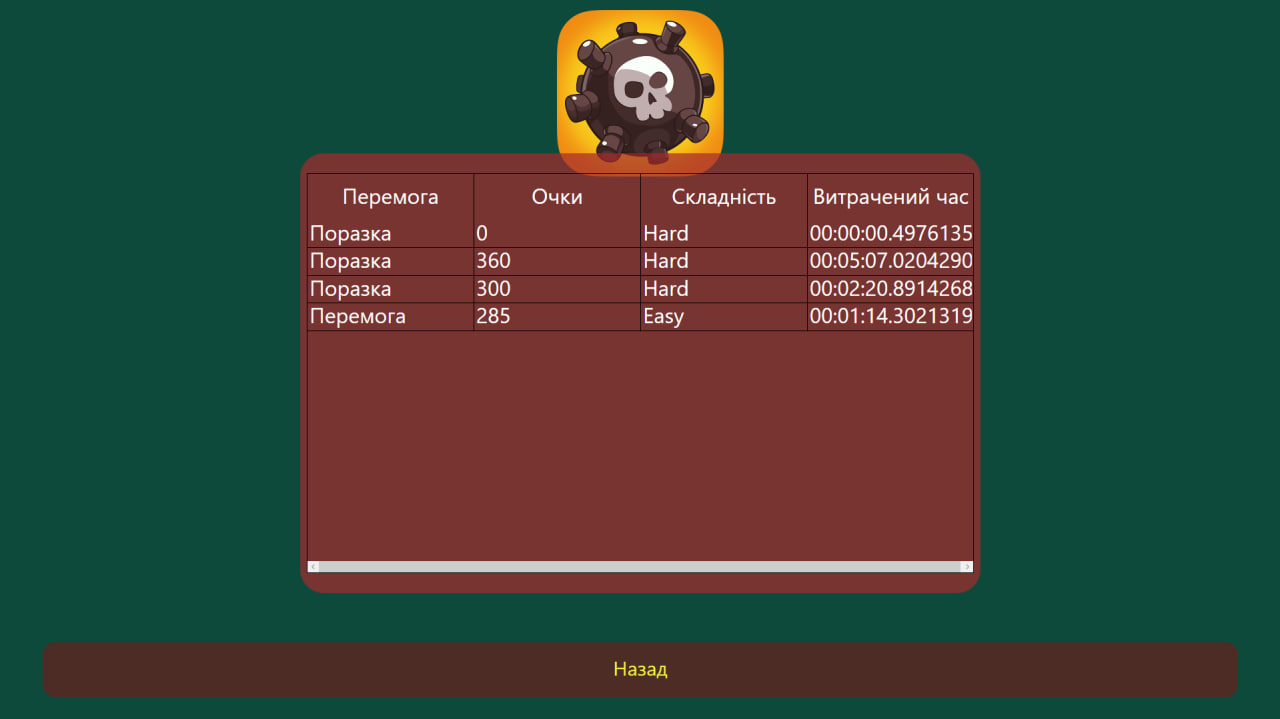 Перемога Очки Складність Витрачений час
Поразка 0 Hard 00:00:00.4976135
Поразка 360 Hard 00:05:07.0204290
Поразка 300 Hard 00:02:20.8914268
Перемога 285 Easy 00:01:14.3021319
Назад